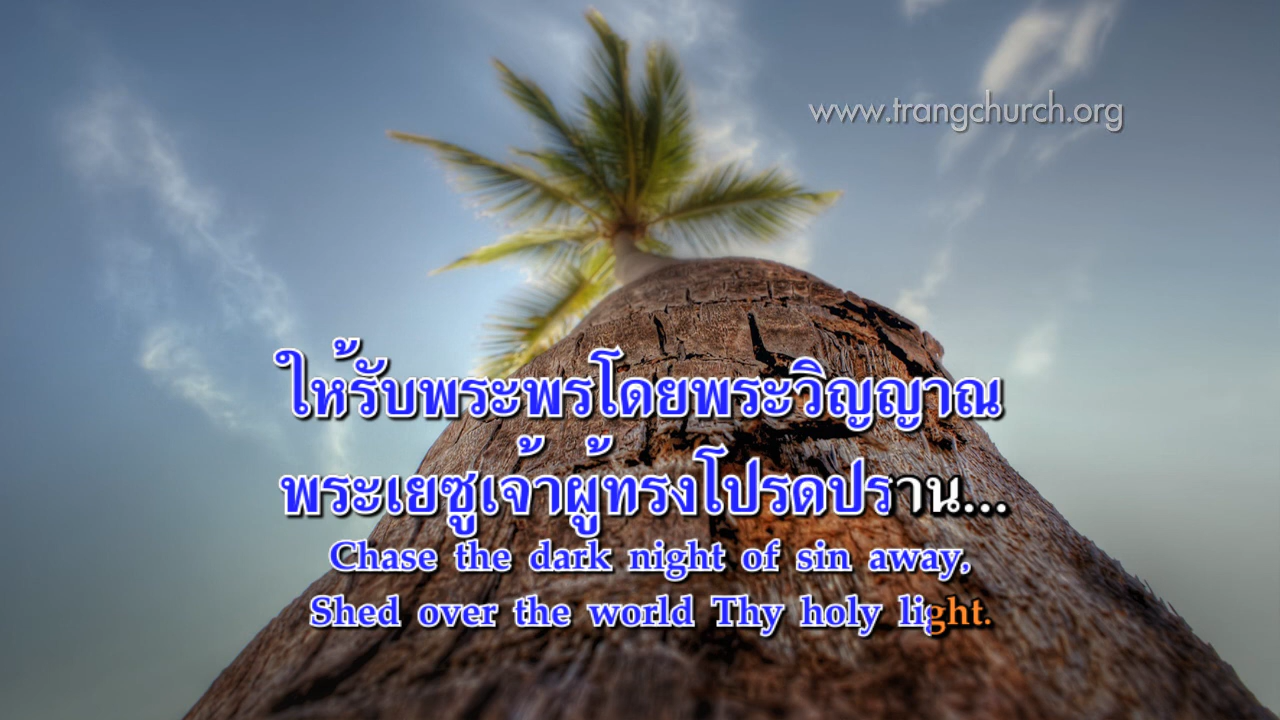 www.trangchurch.org
ให้รับพระพรโดยพระวิญญาณ
พระเยซูเจ้าผู้ทรงโปรดปราน...
Chase the dark night of sin away,
Shed over the world Thy holy light.